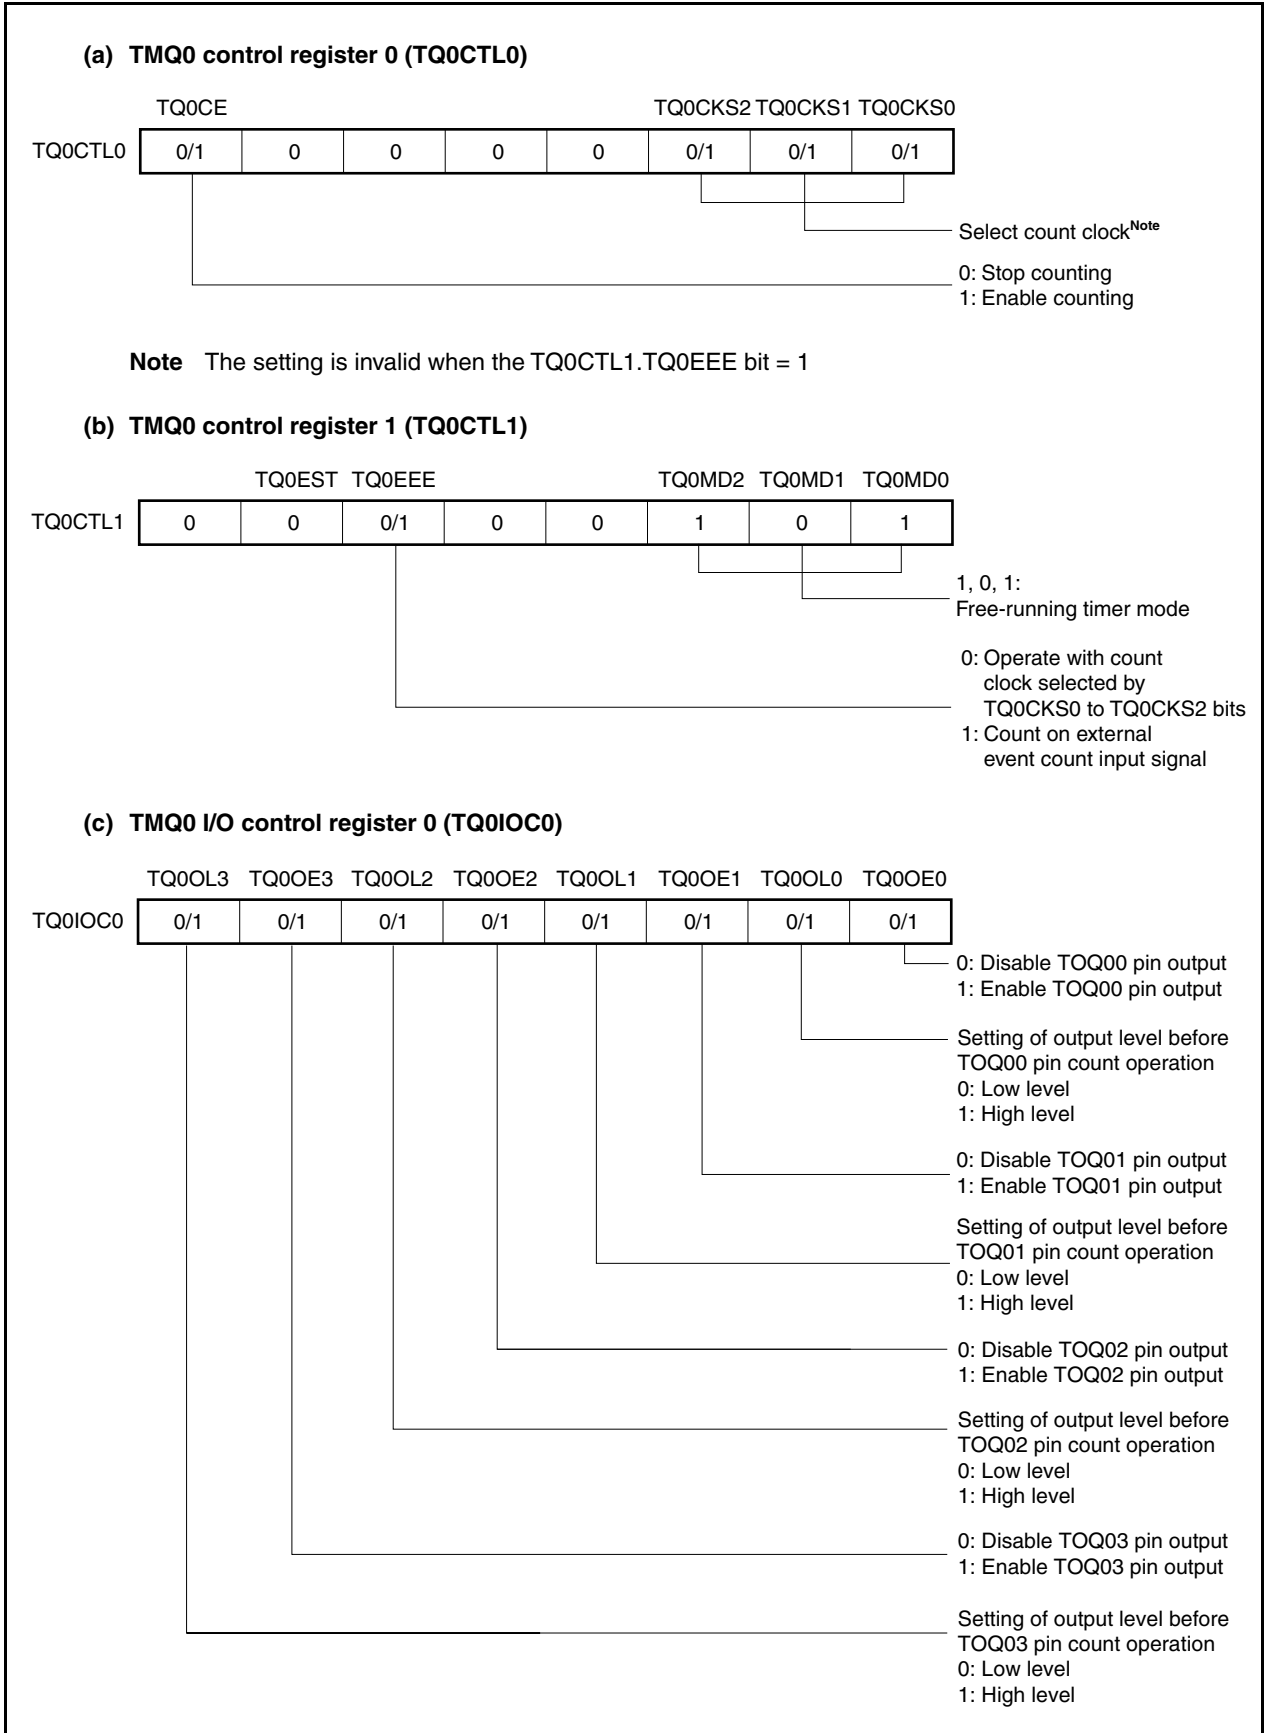 (a) TMQ0 control register 0 (TQ0CTL0)
TQ0CE TQ0CKS2 TQ0CKS1 TQ0CKS0
TQ0CTL0 0/1 0 0 0 0 0/1 0/1 0/1
Select count clockNote
0: Stop counting
1: Enable counting
Note The setting is invalid when the TQ0CTL1.TQ0EEE bit = 1
(b) TMQ0 control register 1 (TQ0CTL1)
TQ0EST TQ0EEE TQ0MD2 TQ0MD1 TQ0MD0
TQ0CTL1 0 0 0/1 0 0 1 0 1
1, 0, 1:
Free-running timer mode
0: Operate with count
clock selected by
TQ0CKS0 to TQ0CKS2 bits
1: Count on external
event count input signal
(c) TMQ0 I/O control register 0 (TQ0IOC0)
TQ0OL3 TQ0OE3 TQ0OL2 TQ0OE2 TQ0OL1 TQ0OE1 TQ0OL0 TQ0OE0
TQ0IOC0 0/1 0/1 0/1 0/1 0/1 0/1 0/1 0/1
0: Disable TOQ00 pin output
1: Enable TOQ00 pin output
Setting of output level before
TOQ00 pin count operation
0: Low level
1: High level
0: Disable TOQ01 pin output
1: Enable TOQ01 pin output
Setting of output level before
TOQ01 pin count operation
0: Low level
1: High level
0: Disable TOQ02 pin output
1: Enable TOQ02 pin output
Setting of output level before
TOQ02 pin count operation
0: Low level
1: High level
0: Disable TOQ03 pin output
1: Enable TOQ03 pin output
Setting of output level before
TOQ03 pin count operation
0: Low level
1: High level